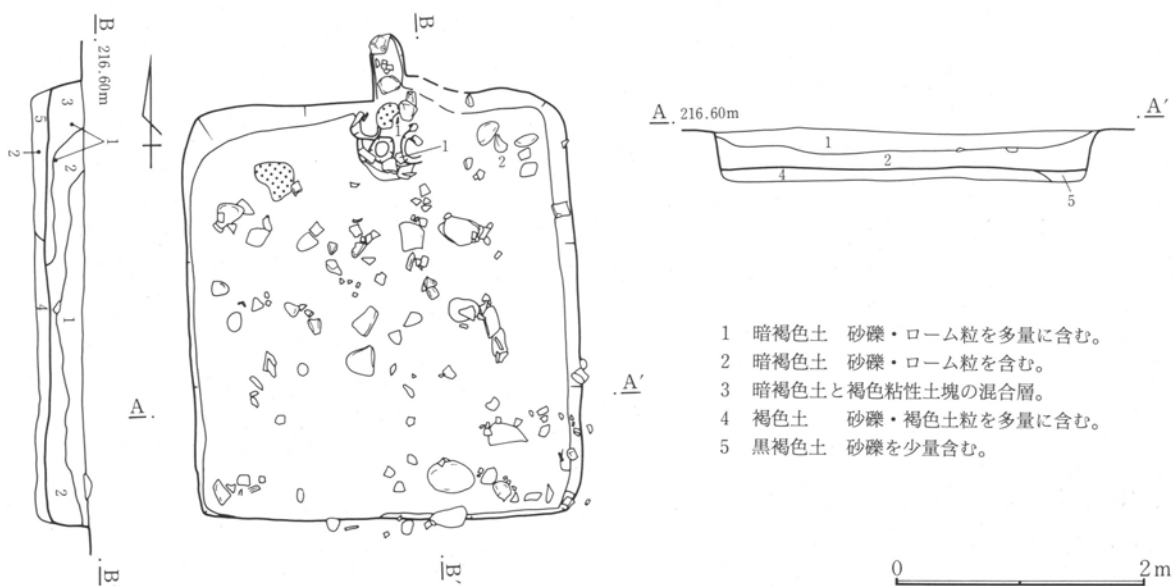 B
216.60m
5
3
2
1
2
4
1
2
B
B
1
1
2
A
A′
B′
A
216.60m
A′
1
2
4
5
1 暗褐色土 砂礫・ローム粒を多量に含む。
2 暗褐色土 砂礫・ローム粒を含む。
3 暗褐色土と褐色粘性土塊の混合層。
4 褐色土 砂礫・褐色土粒を多量に含む。
5 黒褐色土 砂礫を少量含む。
0 2m